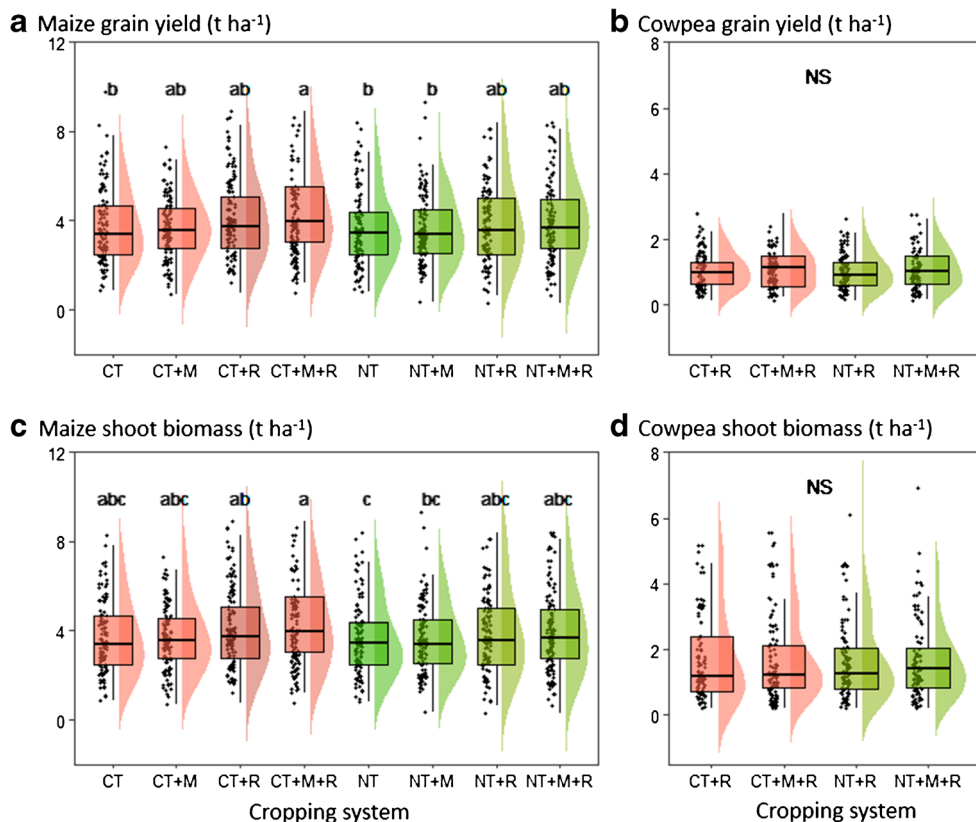 a Maize grain yield (t ha⁻¹)
12
8
4
0
b ab ab a b b ab ab
CT CT+M CT+R CT+M+R NT NT+M NT+R NT+M+R
b Cowpea grain yield (t ha⁻¹)
8
6
4
2
0
NS
CT+R CT+M+R NT+R NT+M+R
c Maize shoot biomass (t ha⁻¹)
12
8
4
0
abc abc ab a c bc abc abc
CT CT+M CT+R CT+M+R NT NT+M NT+R NT+M+R
Cropping system
d Cowpea shoot biomass (t ha⁻¹)
8
6
4
2
0
NS
CT+R CT+M+R NT+R NT+M+R
Cropping system